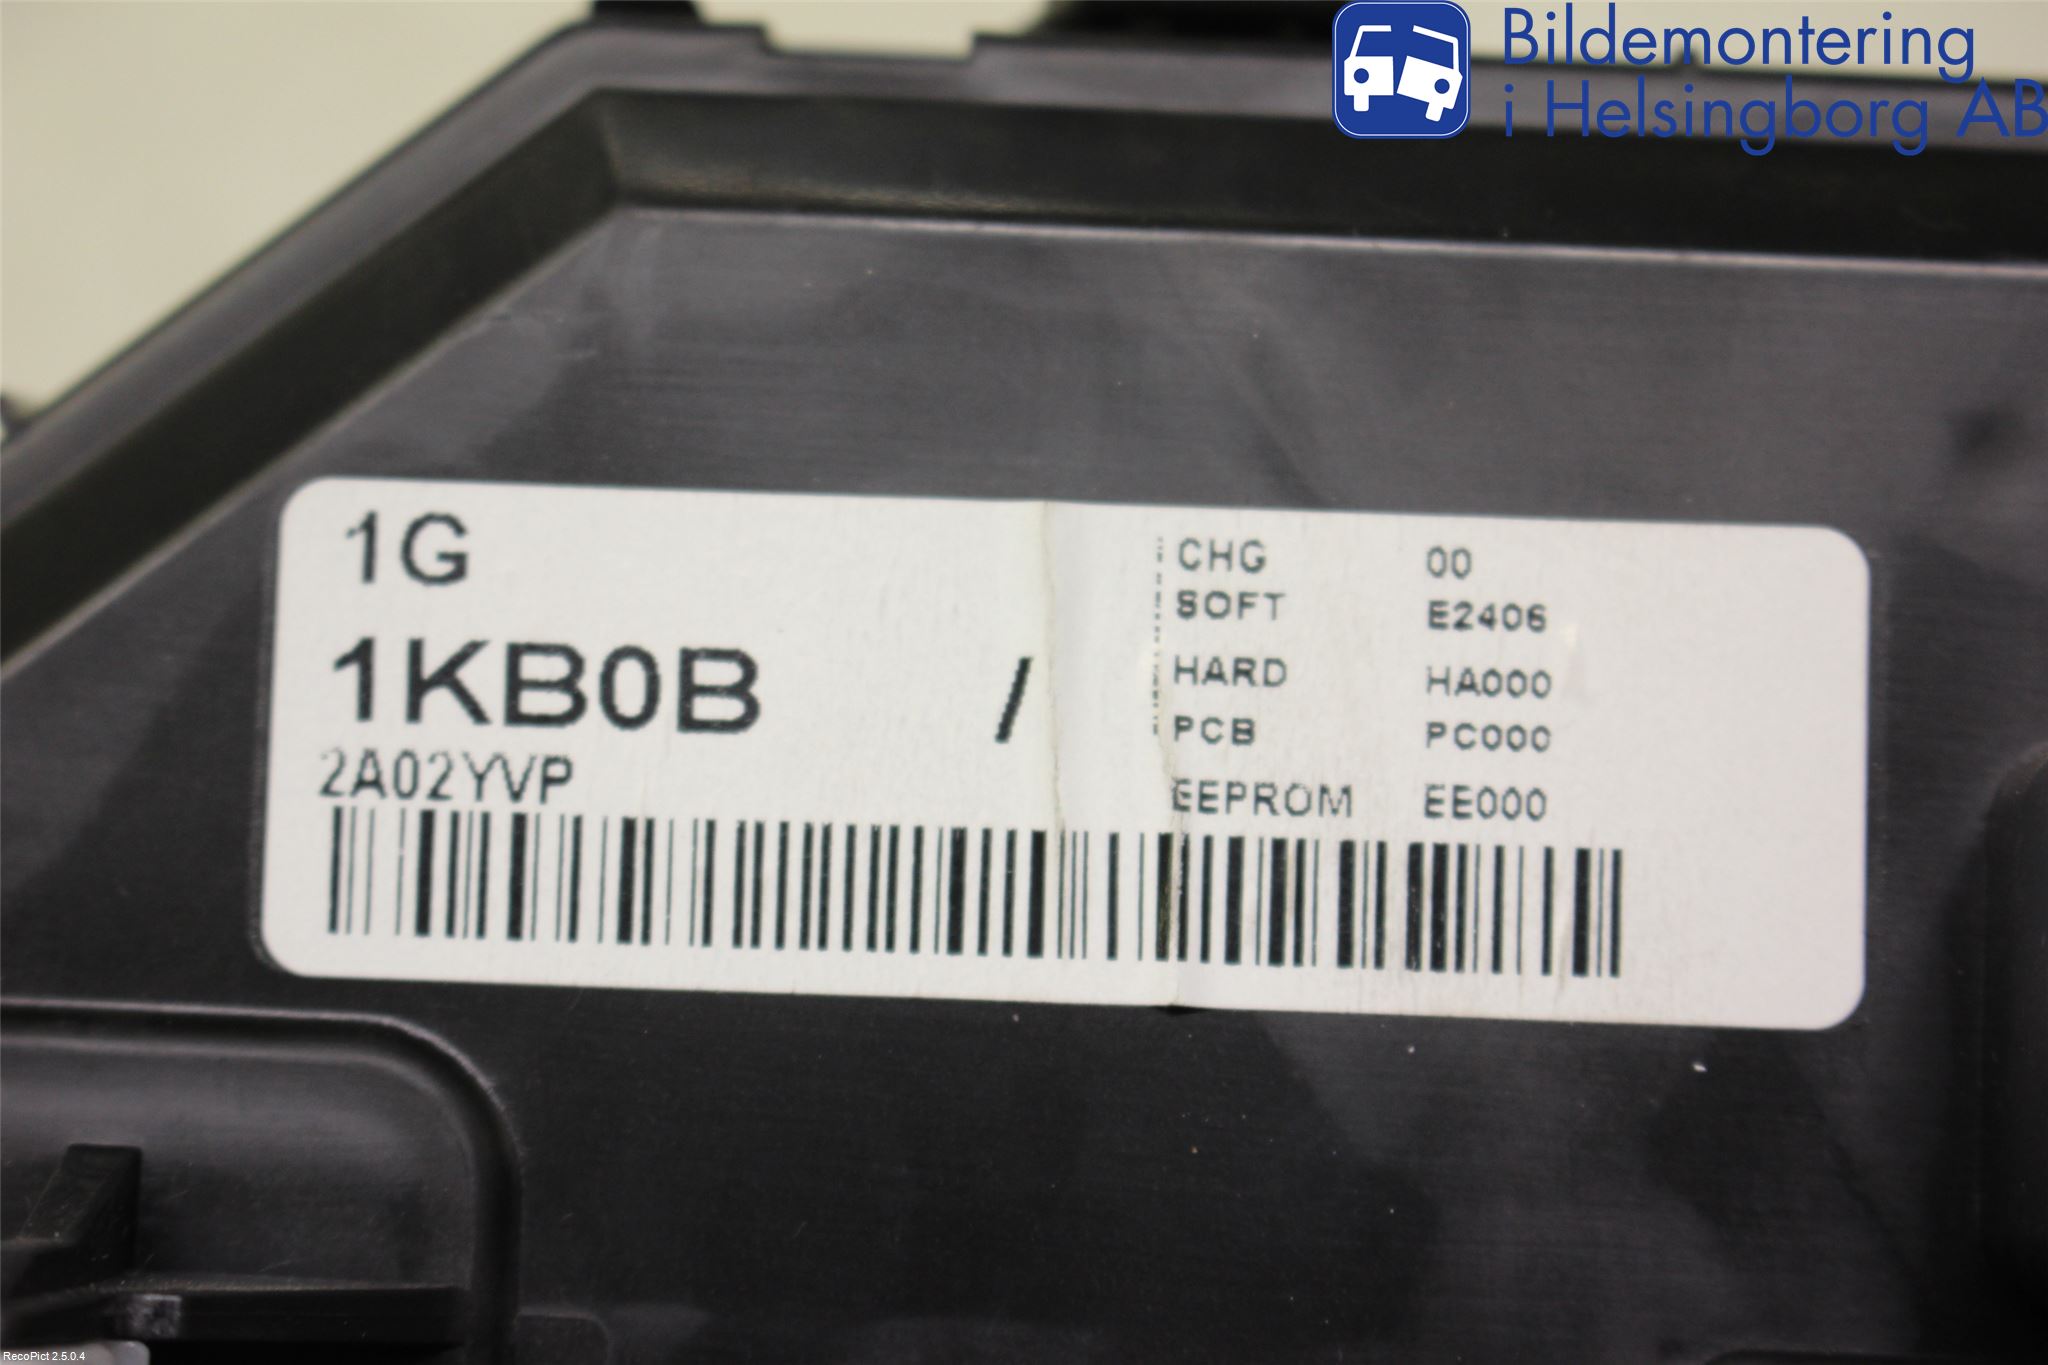 Bildemontering
i Helsingborg AB
1G
1KB0B /
2A02YVP
CHG 00
SOFT E2406
HARD HA000
PCB PC000
EEPROM EE000
RecoPict 2.5.0.4